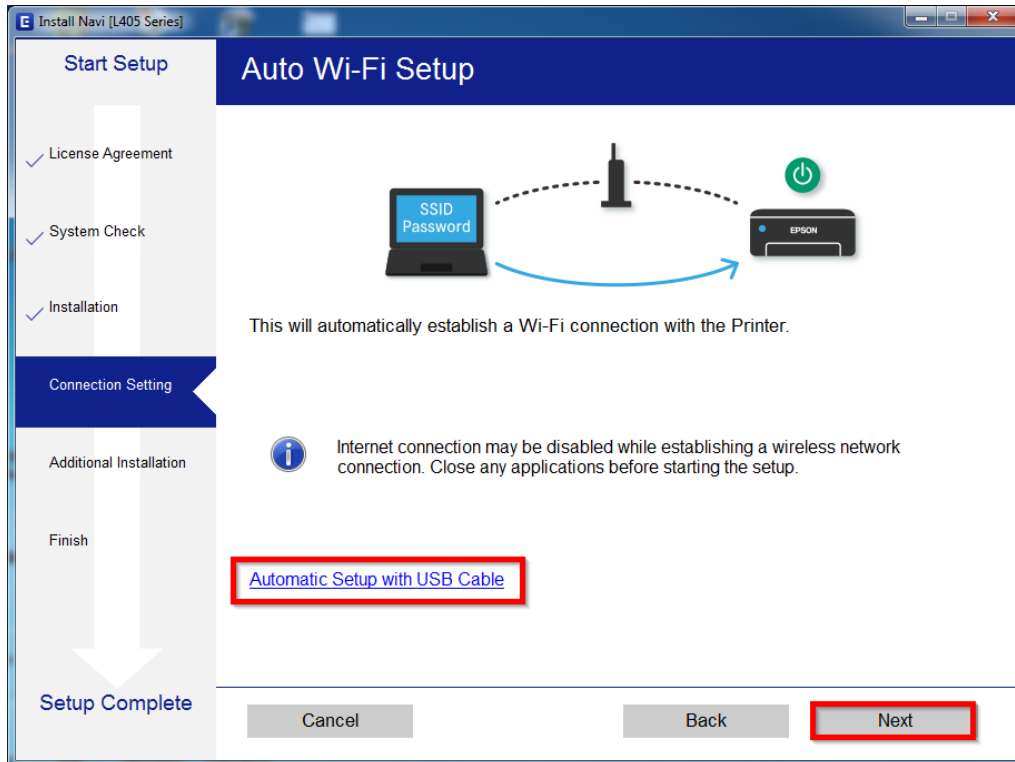 Install Navi [L405 Series]
Start Setup
License Agreement
System Check
Installation
Connection Setting
Additional Installation
Finish
Setup Complete
Auto Wi-Fi Setup
SSID
Password
EPSON
This will automatically establish a Wi-Fi connection with the Printer.
Internet connection may be disabled while establishing a wireless network
connection. Close any applications before starting the setup.
Automatic Setup with USB Cable
Cancel
Back
Next